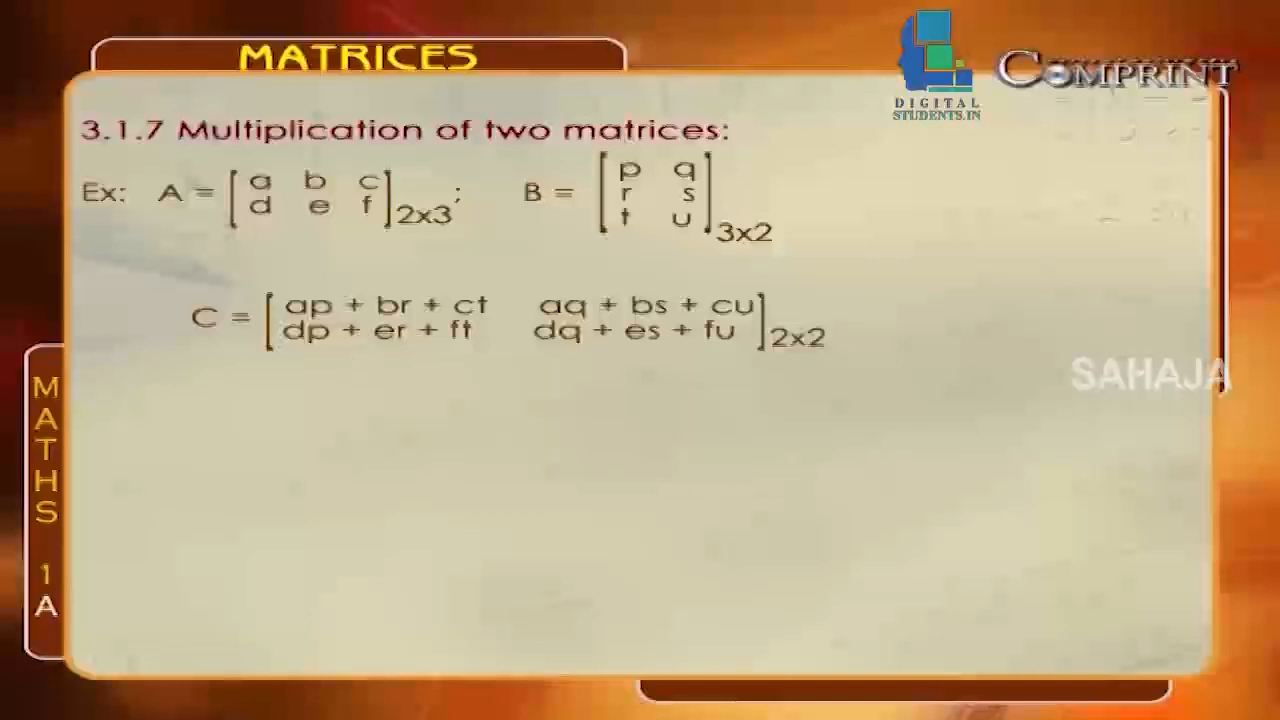 MATRICES
DIGITAL
STUDENTS.IN
COMPRINT
3.1.7 Multiplication of two matrices:
Ex: A = [ a b c
d e f ]2x3 ; B = [ p q
r s
t u ]3x2
C = [ ap + br + ct aq + bs + cu
dp + er + ft dq + es + fu ]2x2
SAHAJA
MATHS 1A